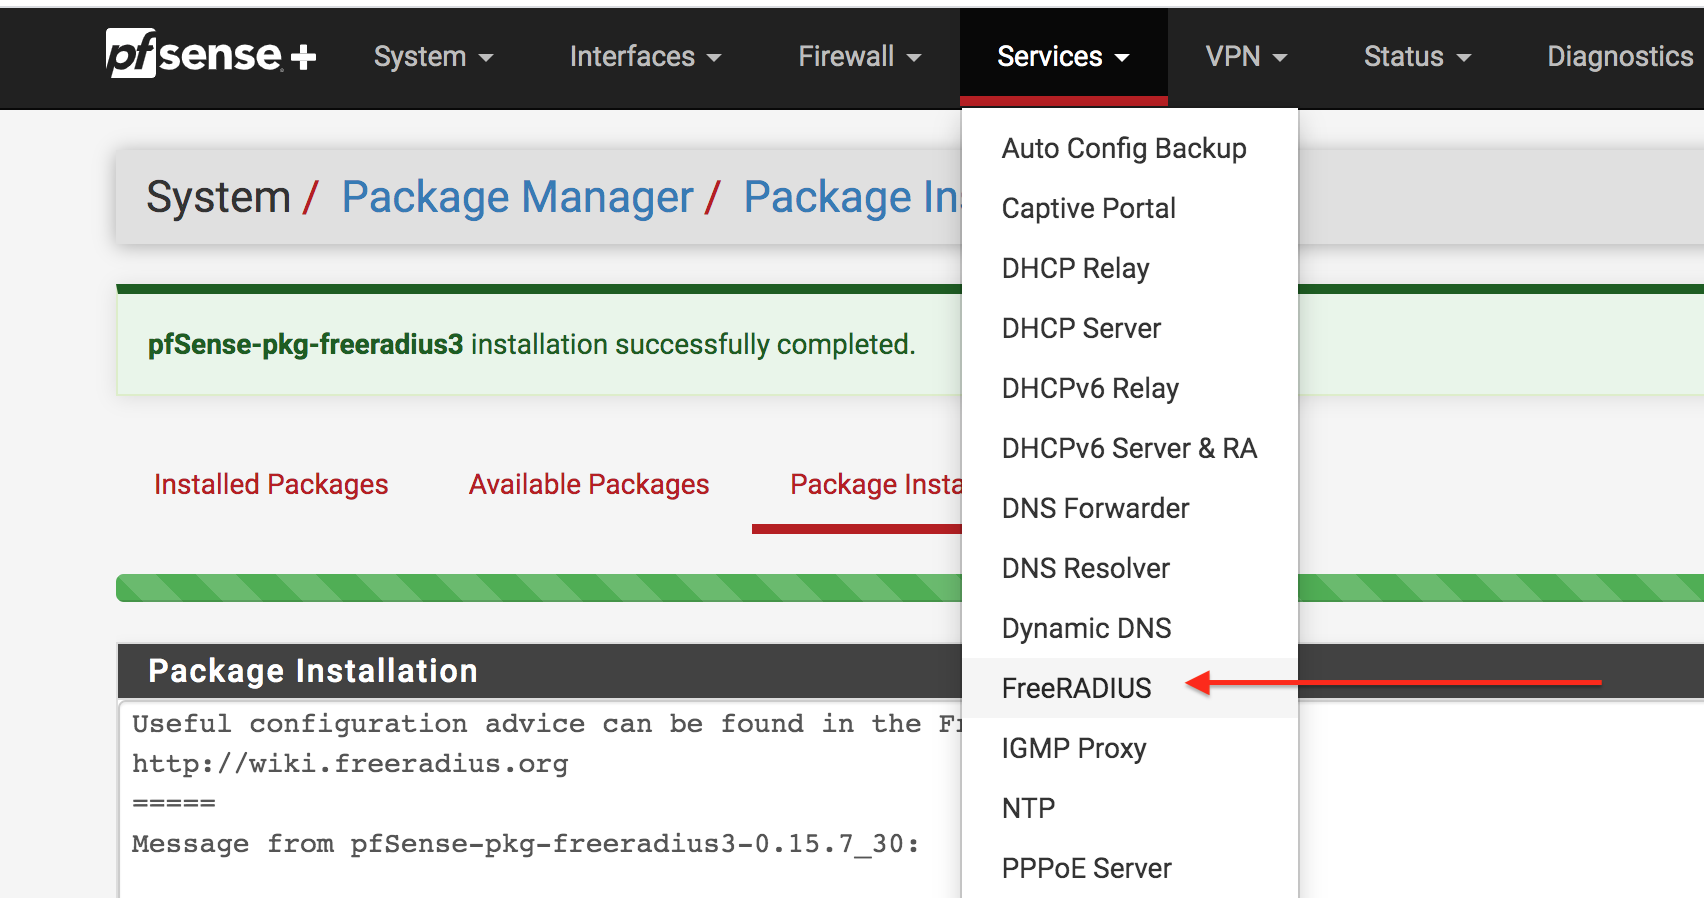 pfsense+ System Interfaces Firewall Services VPN Status Diagnostics
Auto Config Backup
System / Package Manager / Package Ins
Captive Portal
DHCP Relay
DHCP Server
pfSense-pkg-freeradius3 installation successfully completed.
DHCPv6 Relay
DHCPv6 Server & RA
Installed Packages Available Packages Package Insta
DNS Forwarder
DNS Resolver
Dynamic DNS
Package Installation
FreeRADIUS
Useful configuration advice can be found in the Fr
IGMP Proxy
http://wiki.freeradius.org
=====
NTP
Message from pfSense-pkg-freeradius3-0.15.7_30:
PPPoE Server